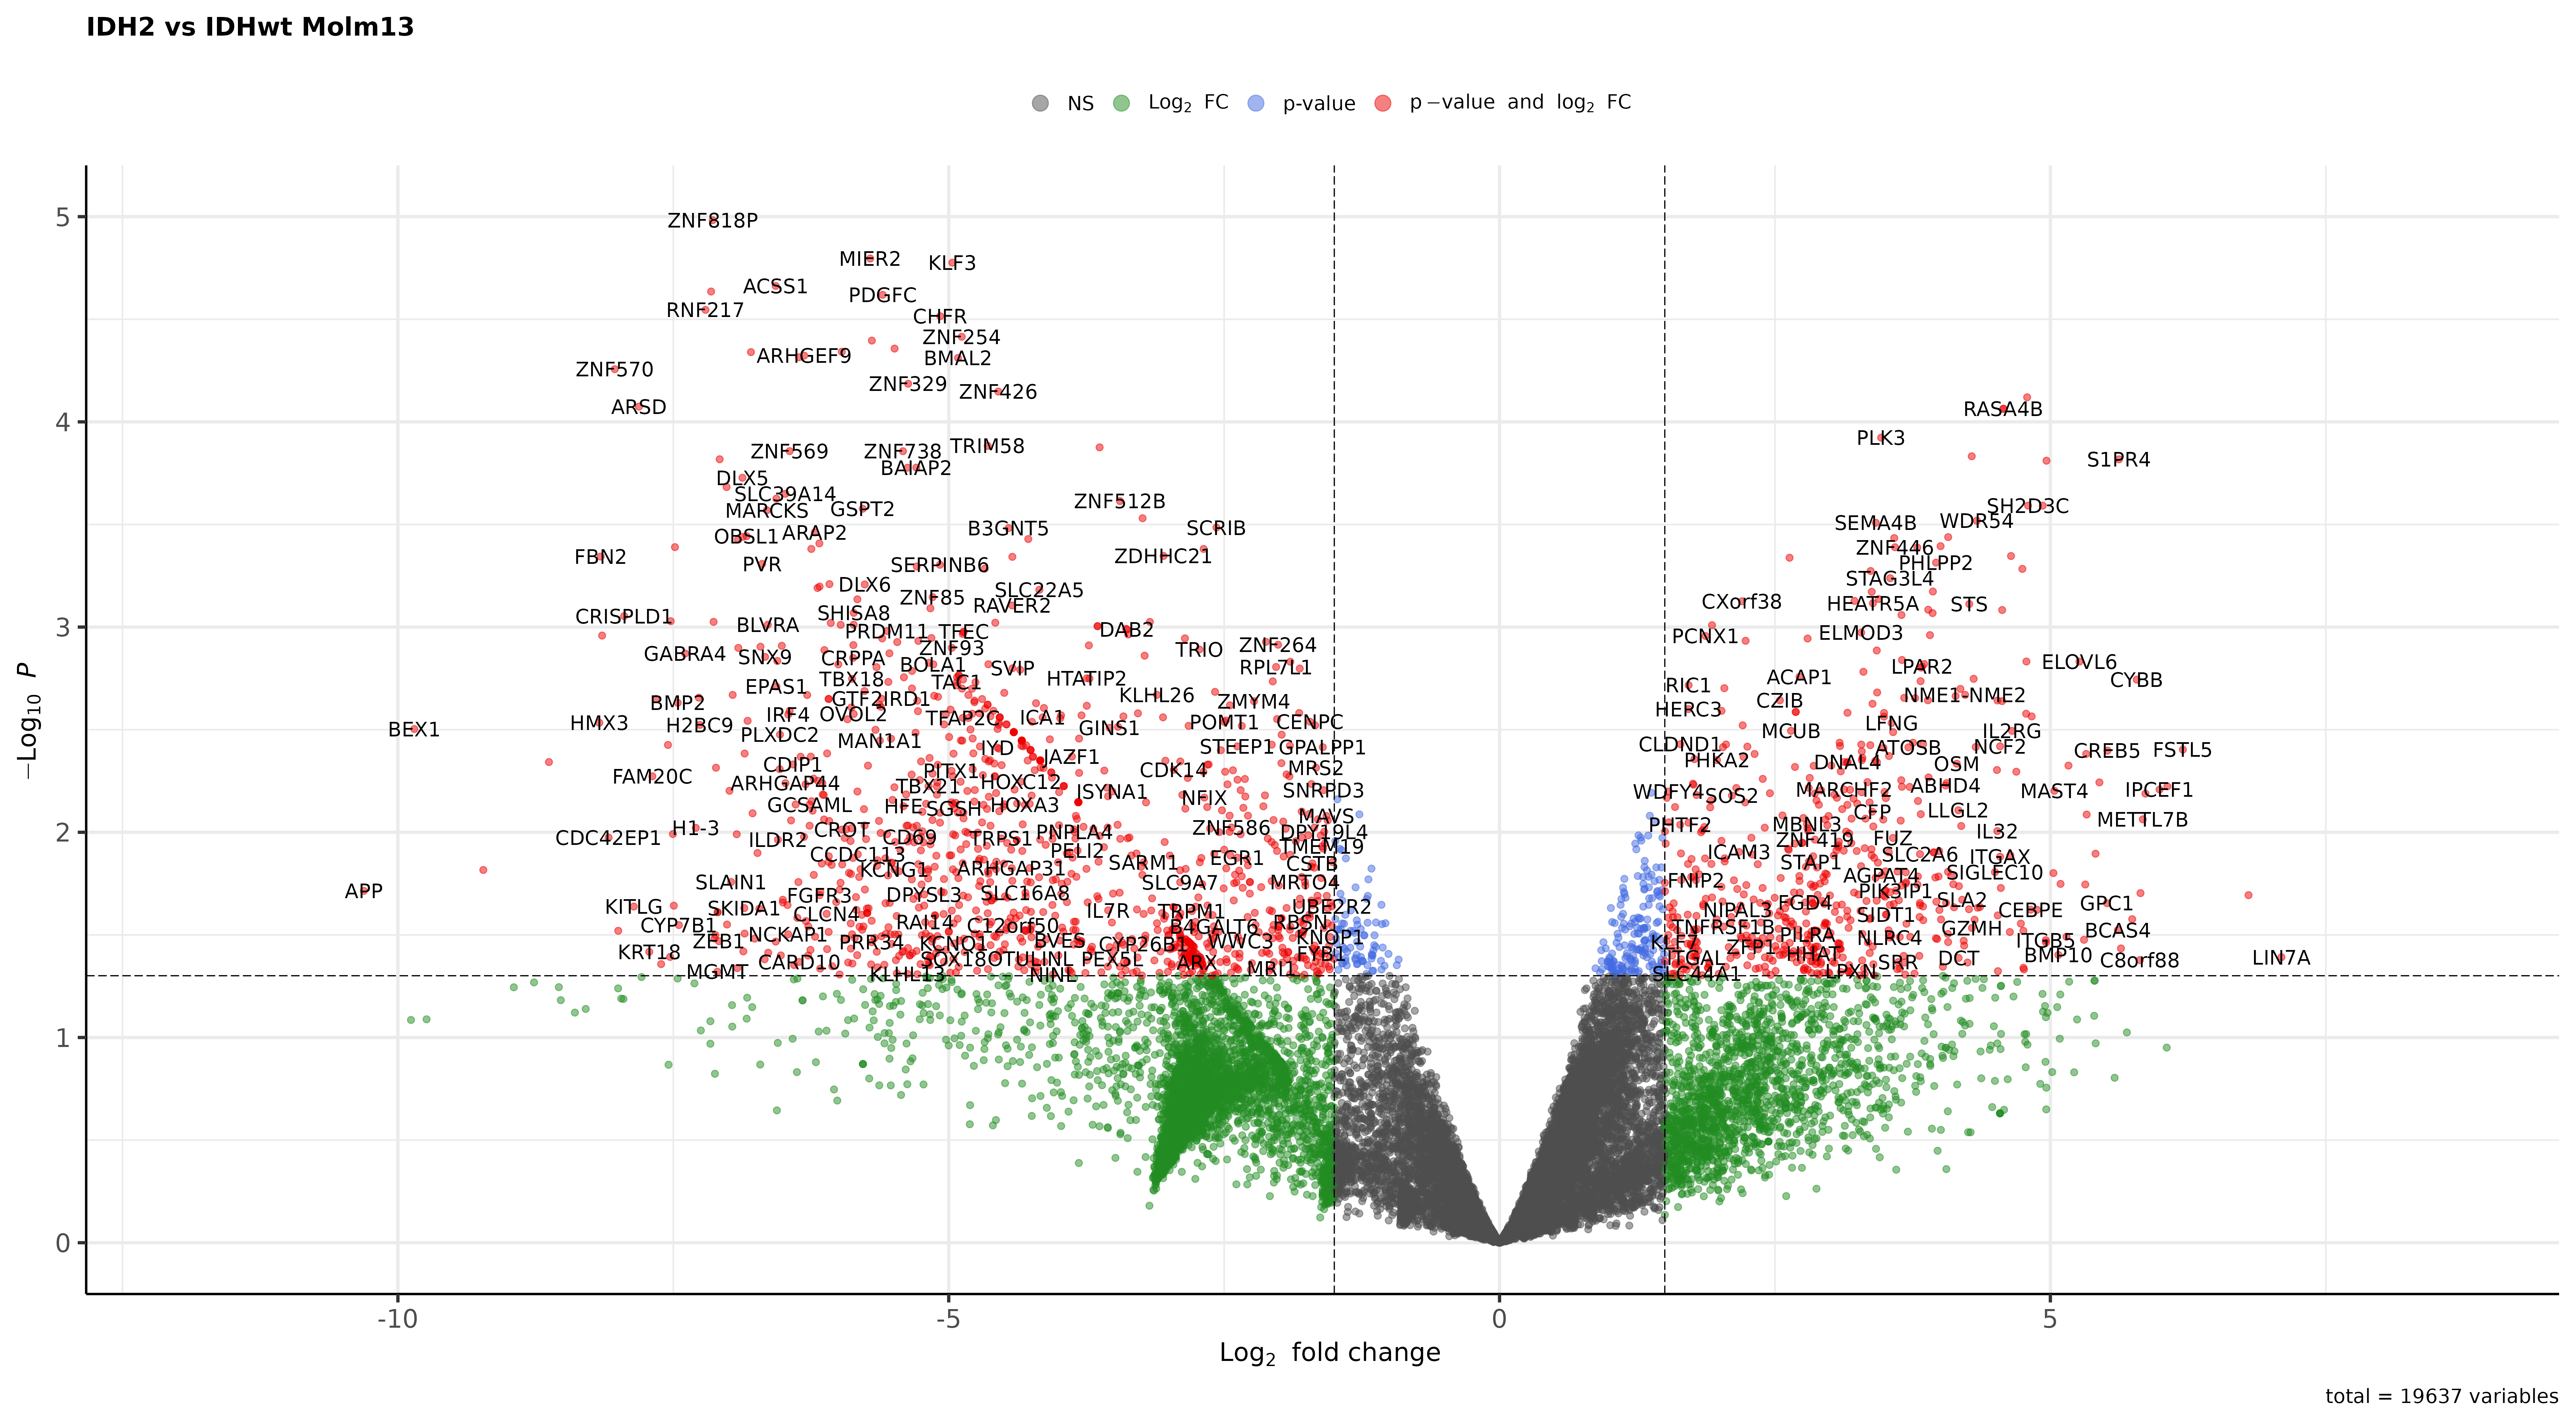 IDH2 vs IDHwt Molm13
NS Log2 FC p-value p−value and log2 FC
5
ZNF818P
MIER2 KLF3
ACSS1
PDGFC
RNF217
CHFR
ZNF254
ARHGEF9 BMAL2
ZNF570
ZNF329
ZNF426
4
ARSD RASA4B
PLK3
ZNF569 ZNF738 TRIM58
BAIAP2 S1PR4
DLX5
SLC39A14
ZNF512B
MARCKS GSPT2 SH2D3C
SEMA4B WDR54
OBSL1 ARAP2 B3GNT5 SCRIB
ZNF446
FBN2 ZDHHC21
PVR SERPINB6 PHLPP2
STAG3L4
DLX6 SLC22A5
ZNF85
RAVER2 CXorf38 HEATR5A STS
CRISPLD1 SHISA8
BLVRA
3
PRDM11 TFEC DAB2 ELMOD3
PCNX1
ZNF93 TRIO ZNF264
GABRA4 SNX9 CRPPA
BOLA1 SVIP RPL7L1 LPAR2 ELOVL6
TBX18 TAC1 HTATIP2 ACAP1 CYBB
EPAS1 RIC1
BMP2 GTF2IRD1 KLHL26 ZMYM4 CZIB NME1-NME2
IRF4 OVOL2 TFAP2C ICA1 HERC3
BEX1 HMX3 H2BC9 GINS1 POMT1 CENPC LFNG
PLXDC2 MCUB IL2RG
MAN1A1 IYD STEEP1 GPALPP1 CLDND1 ATOSB NCF2
JAZF1 PHKA2 CREB5 FSTL5
CDIP1 PITX1 CDK14 MRS2 DNAL4 OSM
FAM20C ARHGAP44 TBX21 HOXC12
ISYNA1 SNRPD3 WDFY4 SOS2 MARCHF2 ABHD4 MAST4 IPCEF1
GCSAML HFE SGSH HOXA3 NFIX
MAVS CFP LLGL2
H1-3 CROT ZNF586 DPY19L4 PHTF2 MBNL3 METTL7B
2
CDC42EP1 ILDR2 CD69 TRPS1 PNPLA4 TMEM19 ZNF419 FUZ IL32
CCDC113 PELI2 ICAM3
KCNG1 ARHGAP31 SARM1 EGR1 CSTB STAP1 SLC2A6 ITGAX
SLAIN1 SLC9A7 MRTO4 FNIP2 AGPAT4 SIGLEC10
APP FGFR3 DPYSL3 SLC16A8 PIK3IP1
KITLG SKIDA1 CLCN4 IL7R TRPM1 UBE2R2 NIPAL3 FGD4 SLA2 CEBPE GPC1
CYP7B1 RAI14 C12orf50 B4GALT6 RBSN TNFRSF1B SIDT1 GZMH BCAS4
ZEB1 NCKAP1 PRR34 KCNQ1 BVES CYP26B1 WWC3 KNOP1 KLF7 ZFP1 PILRA NLRC4 ITGB5
KRT18 CARD10 SOX18 OTULINL PEX5L ARX FYB1 ITGAL HHAT SRR DCT BMP10 C8orf88 LIN7A
MGMT KLHL13 NINL MRI1 SLC44A1 LPXN
1
0
−Log10 P
-10 -5 0 5
Log2 fold change
total = 19637 variables